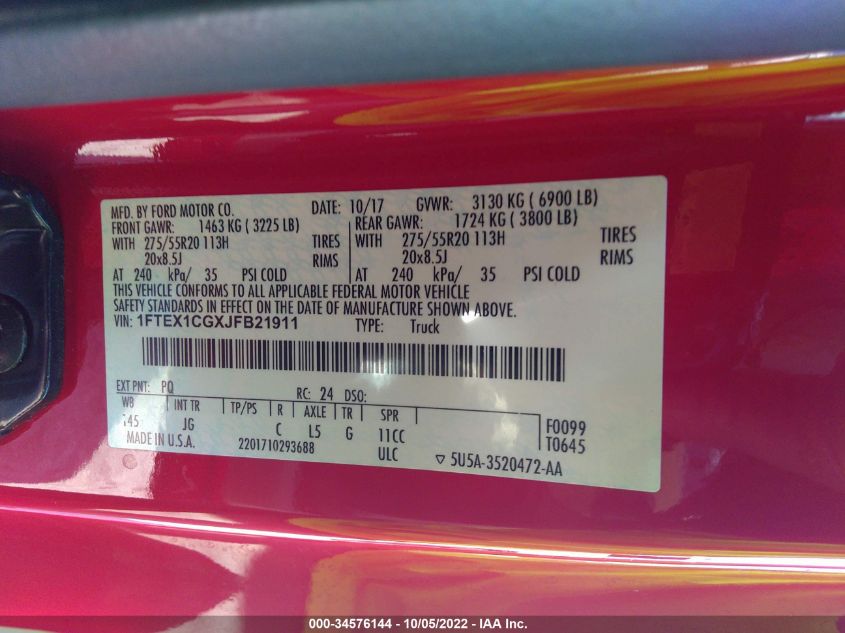 MFD. BY FORD MOTOR CO. DATE: 10/17 GVWR: 3130 KG ( 6900 LB)
FRONT GAWR: 1463 KG ( 3225 LB) REAR GAWR: 1724 KG ( 3800 LB)
WITH 275/55R20 113H TIRES WITH 275/55R20 113H TIRES
20x8.5J RIMS 20x8.5J RIMS
AT 240 kPa/ 35 PSI COLD AT 240 kPa/ 35 PSI COLD
THIS VEHICLE CONFORMS TO ALL APPLICABLE FEDERAL MOTOR VEHICLE
SAFETY STANDARDS IN EFFECT ON THE DATE OF MANUFACTURE SHOWN ABOVE.
VIN: 1FTEX1CGXJFB21911 TYPE: Truck
EXT PNT: PQ RC: 24 DSO:
WB INT TR TP/PS R AXLE TR SPR F0099
145 JG C L5 G 11CC T0645
MADE IN U.S.A. 2201710293688 ULC ▽ 5U5A-3520472-AA
000-34576144 - 10/05/2022 - IAA Inc.